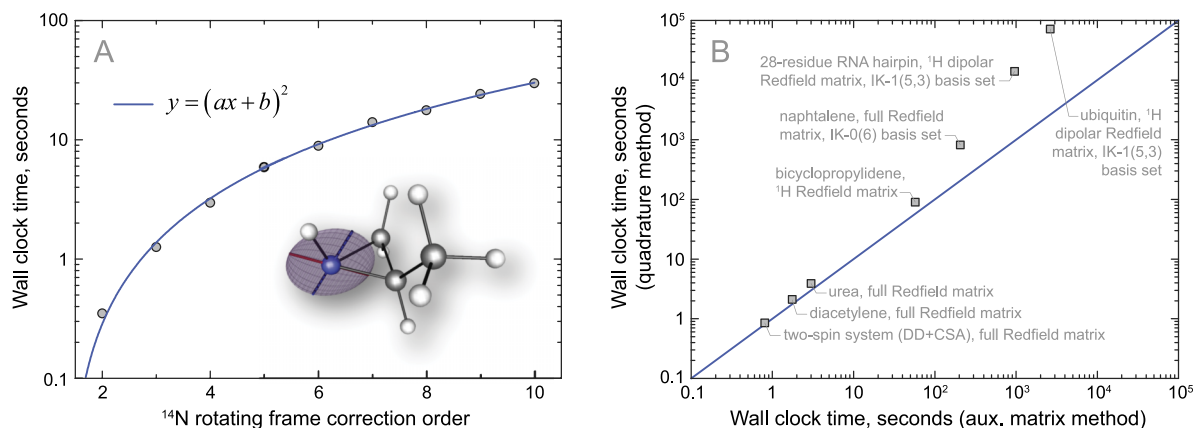 A
100
10
1
0.1
Wall clock time, seconds
y = (ax + b)²
2
4
6
8
10
¹⁴N rotating frame correction order
B
10⁵
10⁴
10³
10²
10
1
0.1
Wall clock time, seconds
(quadrature method)
28-residue RNA hairpin, ¹H dipolar
Redfield matrix, IK-1(5,3) basis set
naphtalene, full Redfield
matrix, IK-0(6) basis set
bicyclopropylidene,
¹H Redfield matrix
ubiquitin, ¹H
dipolar Redfield
matrix, IK-1(5,3)
basis set
urea, full Redfield matrix
diacetylene, full Redfield matrix
two-spin system (DD+CSA), full Redfield matrix
0.1
1
10
10²
10³
10⁴
10⁵
Wall clock time, seconds (aux. matrix method)